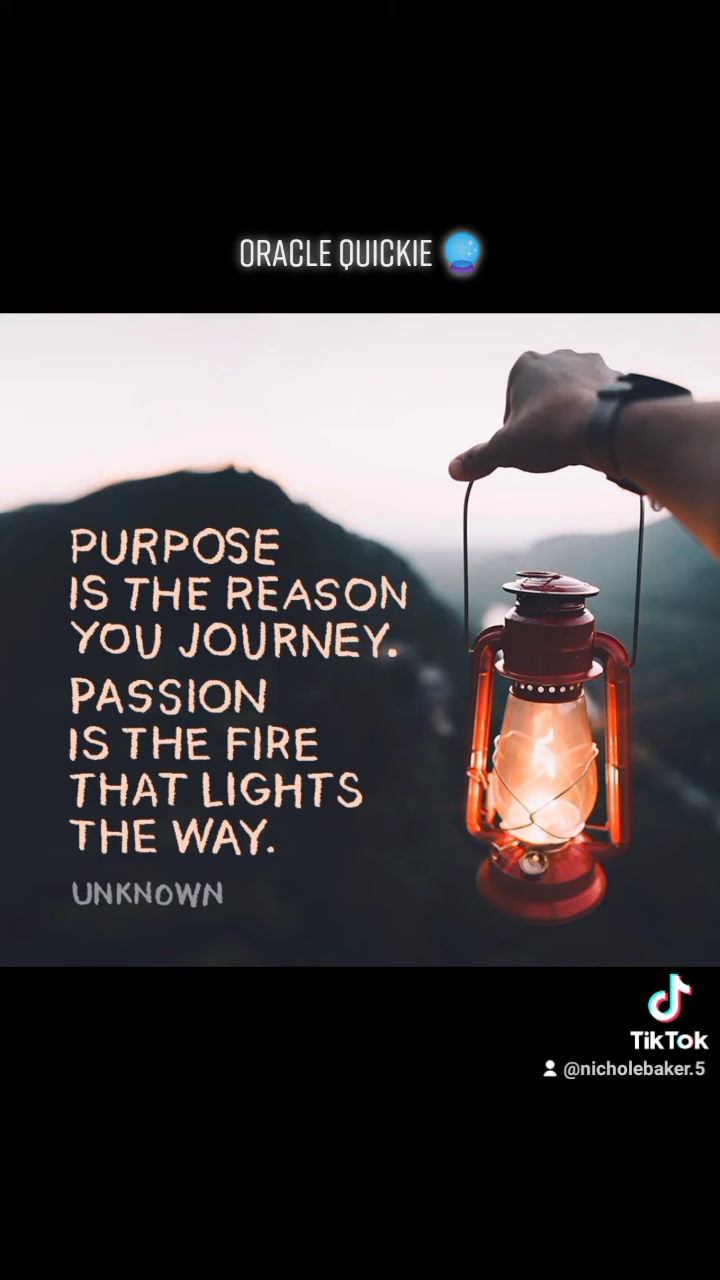 ORACLE QUICKIE 🔮
PURPOSE
IS THE REASON
YOU JOURNEY.
PASSION
IS THE FIRE
THAT LIGHTS
THE WAY.
UNKNOWN
TikTok
@nicholebaker.5